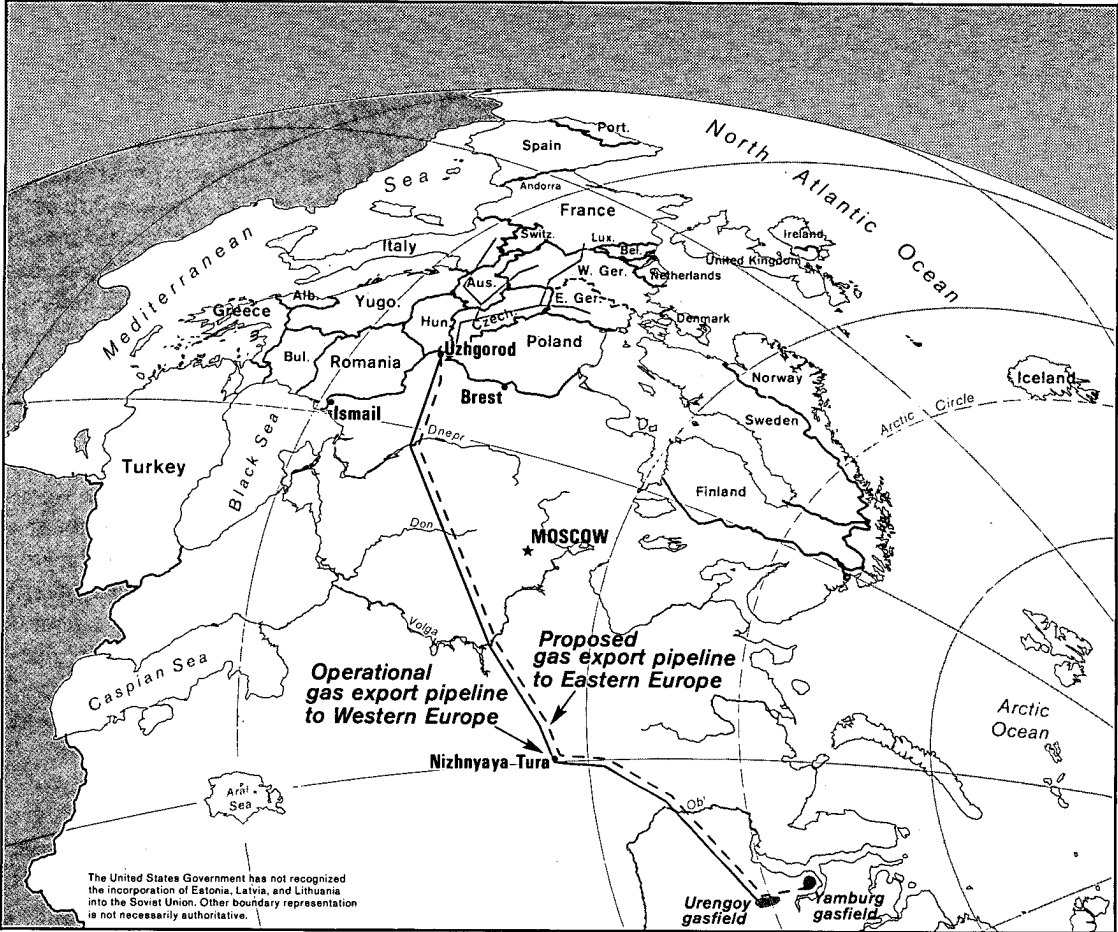 Port.
Spain
North
Atlantic
Ocean
Mediterranean
Sea
Andorra
France
Italy
Switz.
Lux.
Bel.
Ireland
United Kingdom
Netherlands
W. Ger.
Aus.
E. Ger.
Alb.
Yugo.
Greece
Hun.
Czech.
Denmark
Poland
Uzhgorod
Bul.
Romania
Brest
Norway
Iceland
Arctic Circle
Ismail
Sweden
Dnepr
Black Sea
Turkey
Finland
Don
MOSCOW
Volga
Proposed
gas export pipeline
to Eastern Europe
Operational
gas export pipeline
to Western Europe
Caspian Sea
Arctic
Ocean
Nizhnyaya-Tura
Aral
Sea
Ob'
The United States Government has not recognized
the incorporation of Estonia, Latvia, and Lithuania
into the Soviet Union. Other boundary representation
is not necessarily authoritative.
Urengoy
gasfield
Yamburg
gasfield